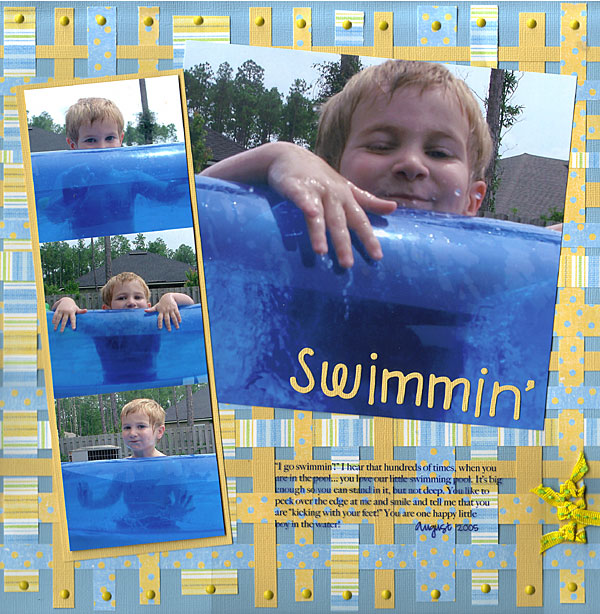 Swimmin'
"I go swimmin'!" I hear that hundreds of times, when you
are in the pool... you love our little swimming pool. It's big
enough so you can stand in it, but not deep. You like to
peek over the edge at me and smile and tell me that you
are "kicking with your feet!" You are one happy little
boy in the water!
August 2005